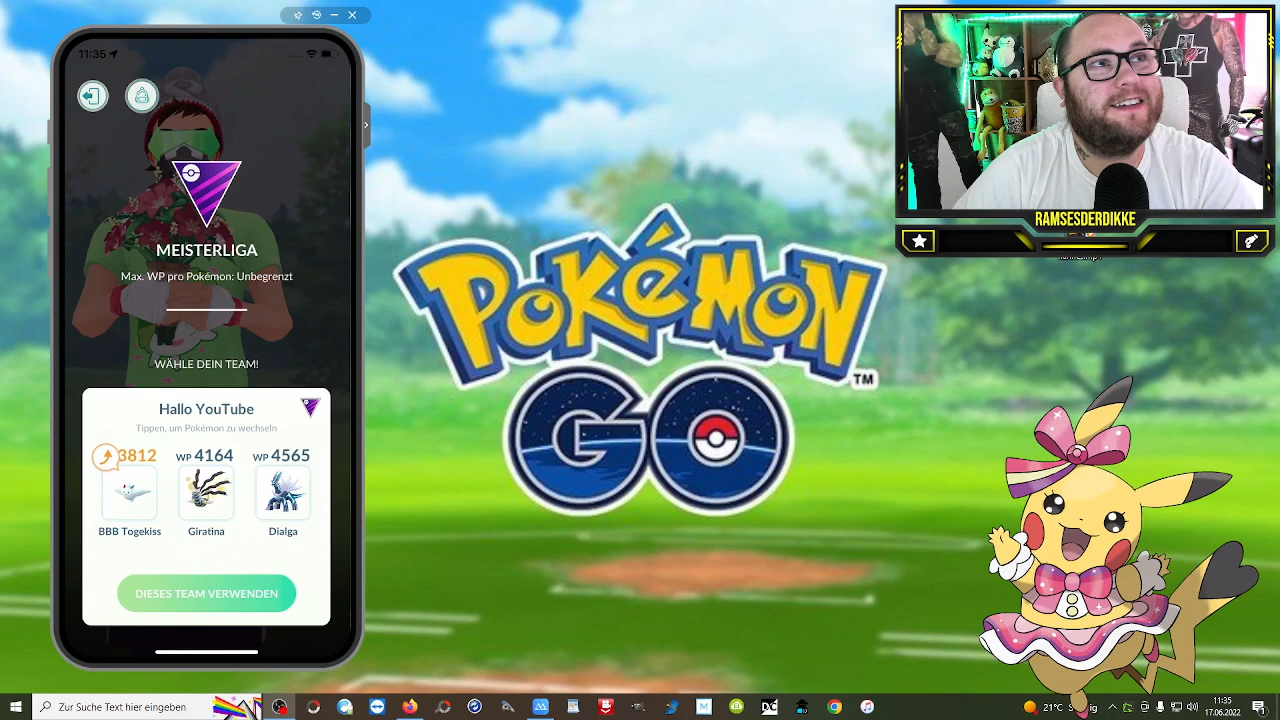 11:35
MEISTERLIGA
Max. WP pro Pokémon: Unbegrenzt
WÄHLE DEIN TEAM!
Hallo YouTube
Tippen, um Pokémon zu wechseln
3812 WP 4164 WP 4565
BBB Togekiss Giratina Dialga
DIESES TEAM VERWENDEN
POKÉMON
TM
GO
RAMSESDERDIKKE
Zur Suche Text hier eingeben
21°C
11:35
17.06.2022